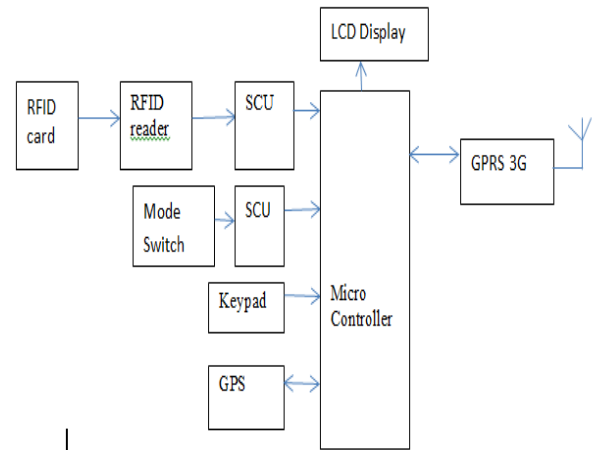 LCD Display
RFID
card
RFID
reader
SCU
GPRS 3G
Mode
Switch
SCU
Keypad
Micro
Controller
GPS